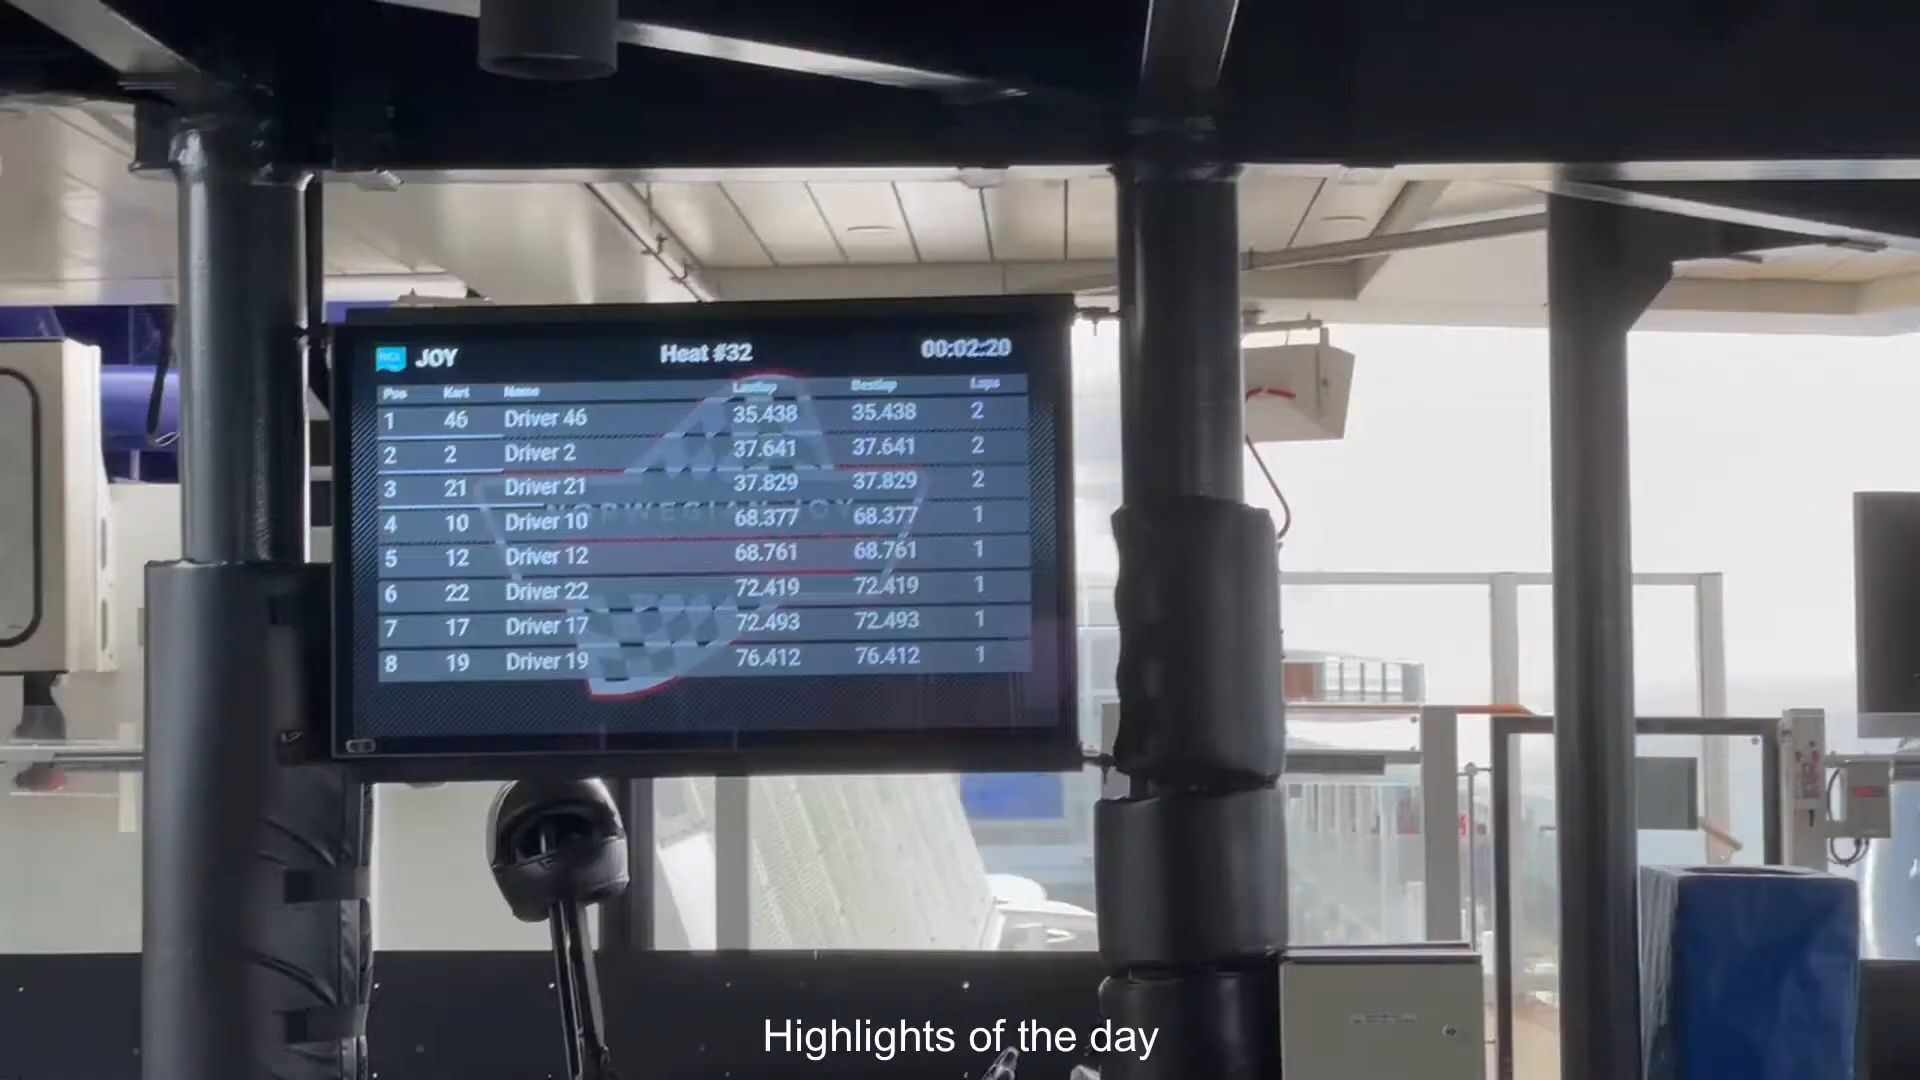 NCL JOY Heat #32 00:02:20
Pos Kart Name Lastlap Bestlap Laps
1 46 Driver 46 35.438 35.438 2
2 2 Driver 2 37.641 37.641 2
3 21 Driver 21 37.829 37.829 2
NORWEGIAN JOY
4 10 Driver 10 68.377 68.377 1
5 12 Driver 12 68.761 68.761 1
6 22 Driver 22 72.419 72.419 1
7 17 Driver 17 72.493 72.493 1
8 19 Driver 19 76.412 76.412 1
Highlights of the day